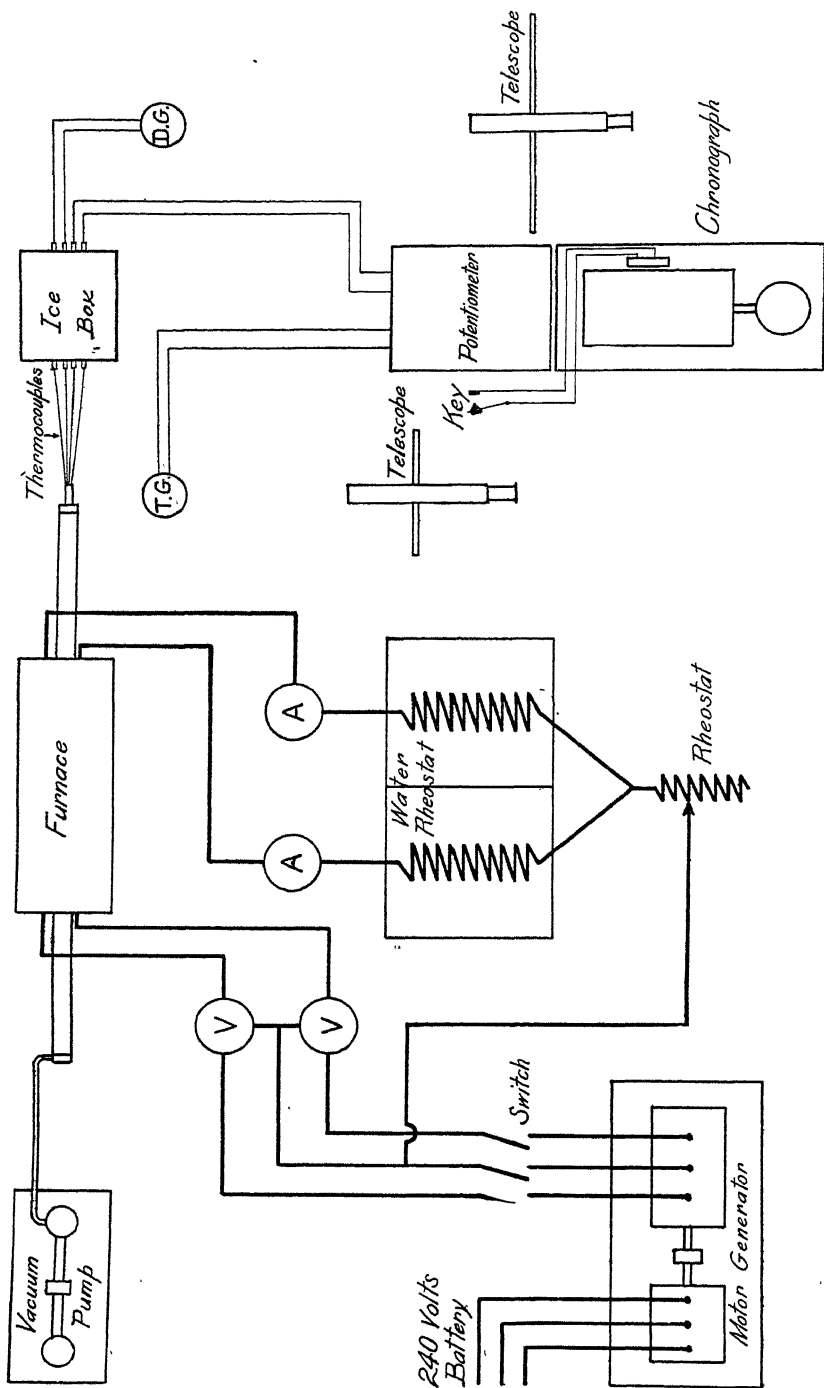 Vacuum
Pump
Furnace
Thermocouples
Ice
Box
D.G.
T.G.
V
V
A
A
Telescope
Telescope
Water
Rheostat
Potentiometer
Key
Switch
240 Volts
Battery
Motor Generator
Rheostat
Chronograph